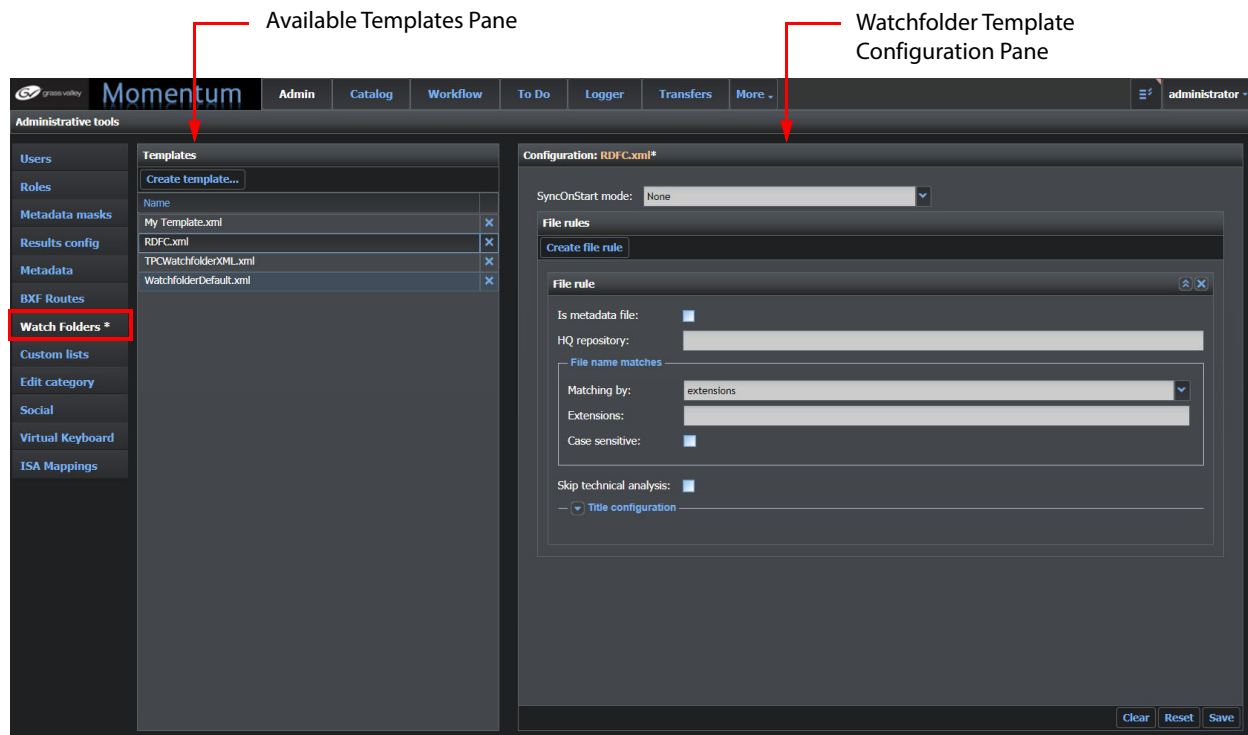 Available Templates Pane
Watchfolder Template
Configuration Pane
grass valley Momentum Admin Catalog Workflow To Do Logger Transfers More administrator
Administrative tools
Users
Roles
Metadata masks
Results config
Metadata
BXF Routes
Watch Folders *
Custom lists
Edit category
Social
Virtual Keyboard
ISA Mappings
Templates
Create template...
Name
My Template.xml
RDFC.xml
TPCWatchfolderXML.xml
WatchfolderDefault.xml
Configuration: RDFC.xml*
SyncOnStart mode: None
File rules
Create file rule
File rule
Is metadata file:
HQ repository:
File name matches
Matching by: extensions
Extensions:
Case sensitive:
Skip technical analysis:
Title configuration
Clear Reset Save